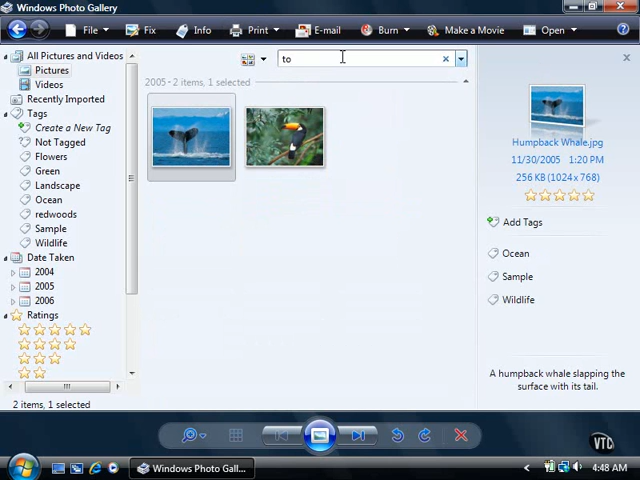 Windows Photo Gallery
File Fix Info Print E-mail Burn Make a Movie Open
All Pictures and Videos
Pictures
Videos
Recently Imported
Tags
Create a New Tag
Not Tagged
Flowers
Green
Landscape
Ocean
redwoods
Sample
Wildlife
Date Taken
2004
2005
2006
Ratings
2 items, 1 selected
to
2005 - 2 items, 1 selected
Humpback Whale.jpg
11/30/2005 1:20 PM
256 KB (1024 x 768)
Add Tags
Ocean
Sample
Wildlife
A humpback whale slapping the
surface with its tail.
VTC
Windows Photo Gall...
4:48 AM